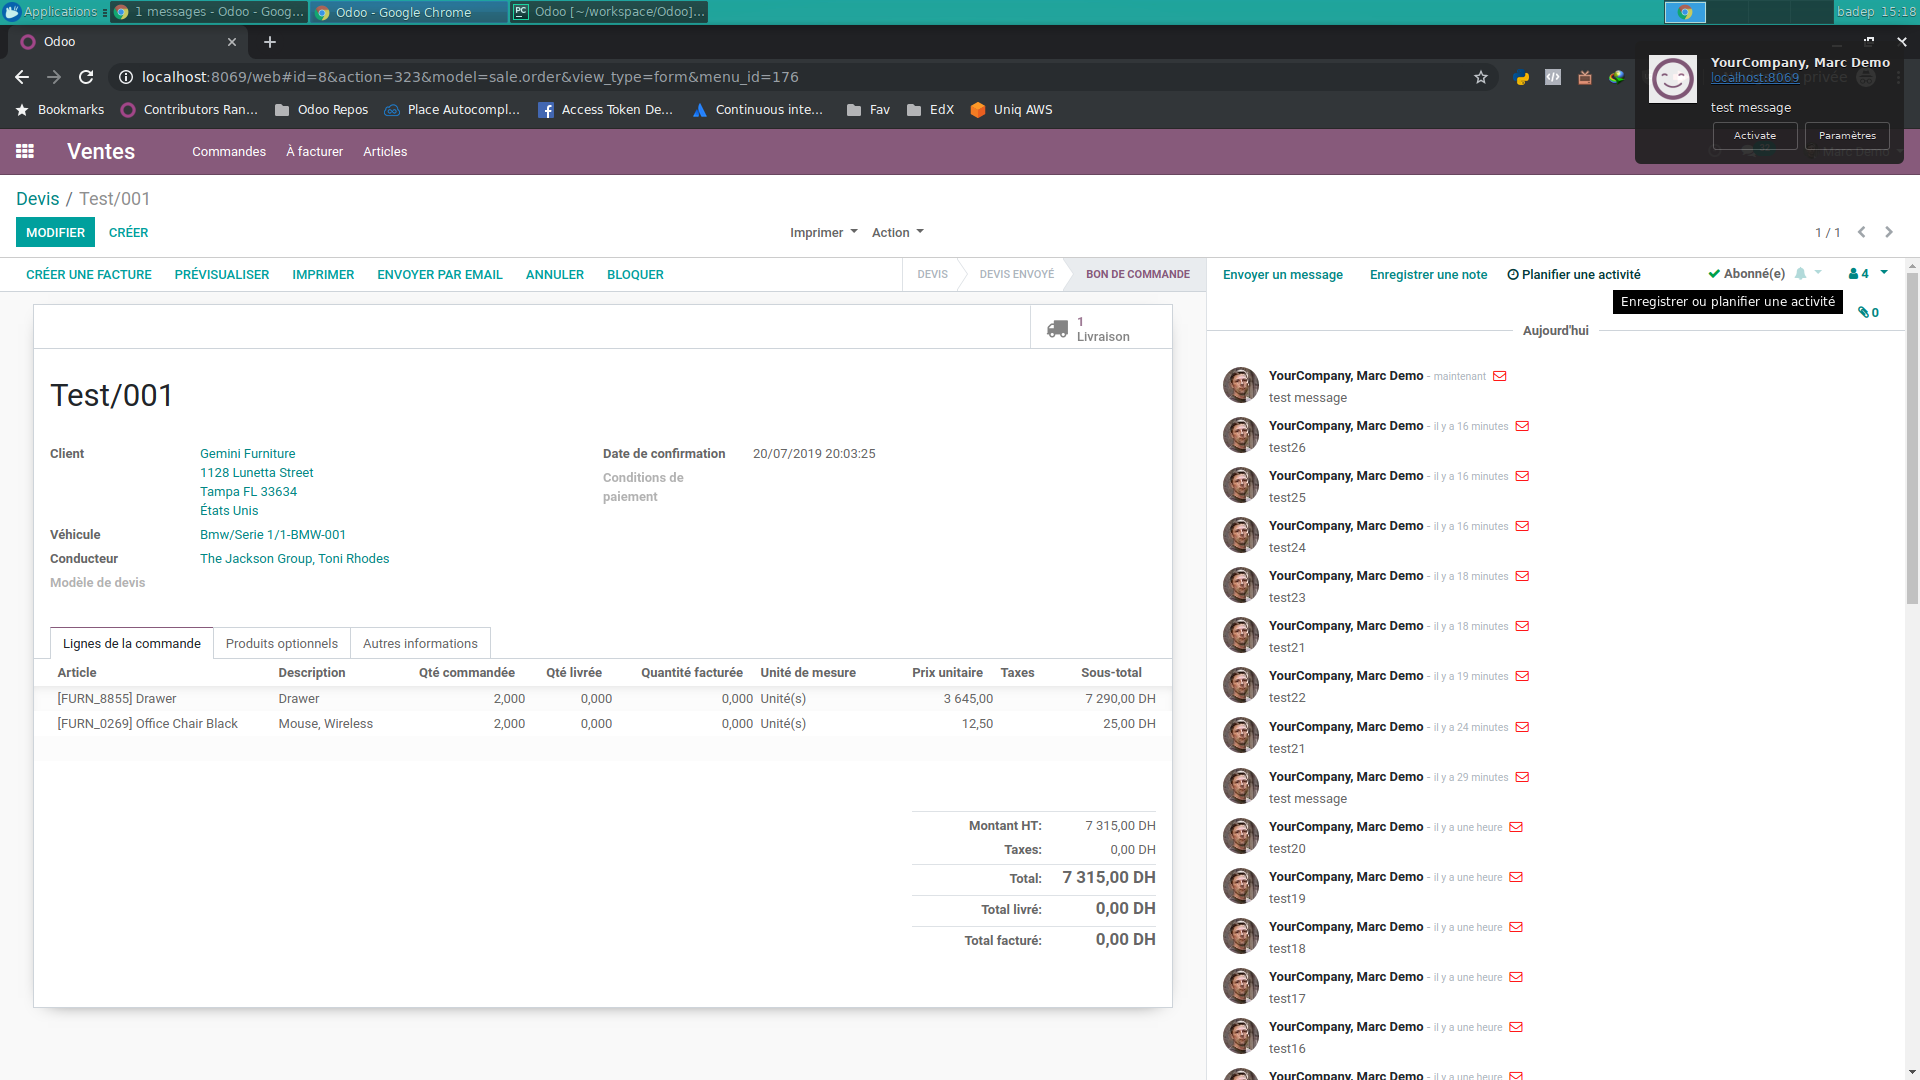 Applications
1 messages - Odoo - Goog...
Odoo - Google Chrome
Odoo [~/workspace/Odoo]...
badep 15:18
Odoo
localhost:8069/web#id=8&action=323&model=sale.order&view_type=form&menu_id=176
Bookmarks
Contributors Ran...
Odoo Repos
Place Autocompl...
Access Token De...
Continuous inte...
Fav
EdX
Uniq AWS
YourCompany, Marc Demo
localhost:8069
test message
Activate
Paramètres
Ventes
Commandes
À facturer
Articles
Devis / Test/001
MODIFIER
CRÉER
Imprimer
Action
1 / 1
CRÉER UNE FACTURE
PRÉVISUALISER
IMPRIMER
ENVOYER PAR EMAIL
ANNULER
BLOQUER
DEVIS
DEVIS ENVOYÉ
BON DE COMMANDE
Envoyer un message
Enregistrer une note
Planifier une activité
Abonné(e)
4
Enregistrer ou planifier une activité
0
1
Livraison
Test/001
Client
Gemini Furniture
1128 Lunetta Street
Tampa FL 33634
États Unis
Véhicule
Bmw/Serie 1/1-BMW-001
Conducteur
The Jackson Group, Toni Rhodes
Modèle de devis
Date de confirmation
20/07/2019 20:03:25
Conditions de
paiement
Lignes de la commande
Produits optionnels
Autres informations
Article Description Qté commandée Qté livrée Quantité facturée Unité de mesure Prix unitaire Taxes Sous-total
[FURN_8855] Drawer Drawer 2,000 0,000 0,000 Unité(s) 3 645,00 7 290,00 DH
[FURN_0269] Office Chair Black Mouse, Wireless 2,000 0,000 0,000 Unité(s) 12,50 25,00 DH
Montant HT: 7 315,00 DH
Taxes: 0,00 DH
Total: 7 315,00 DH
Total livré: 0,00 DH
Total facturé: 0,00 DH
Aujourd'hui
YourCompany, Marc Demo - maintenant
test message
YourCompany, Marc Demo - il y a 16 minutes
test26
YourCompany, Marc Demo - il y a 16 minutes
test25
YourCompany, Marc Demo - il y a 16 minutes
test24
YourCompany, Marc Demo - il y a 18 minutes
test23
YourCompany, Marc Demo - il y a 18 minutes
test21
YourCompany, Marc Demo - il y a 19 minutes
test22
YourCompany, Marc Demo - il y a 24 minutes
test21
YourCompany, Marc Demo - il y a 29 minutes
test message
YourCompany, Marc Demo - il y a une heure
test20
YourCompany, Marc Demo - il y a une heure
test19
YourCompany, Marc Demo - il y a une heure
test18
YourCompany, Marc Demo - il y a une heure
test17
YourCompany, Marc Demo - il y a une heure
test16
YourCompany, Marc Demo - il y a une heure